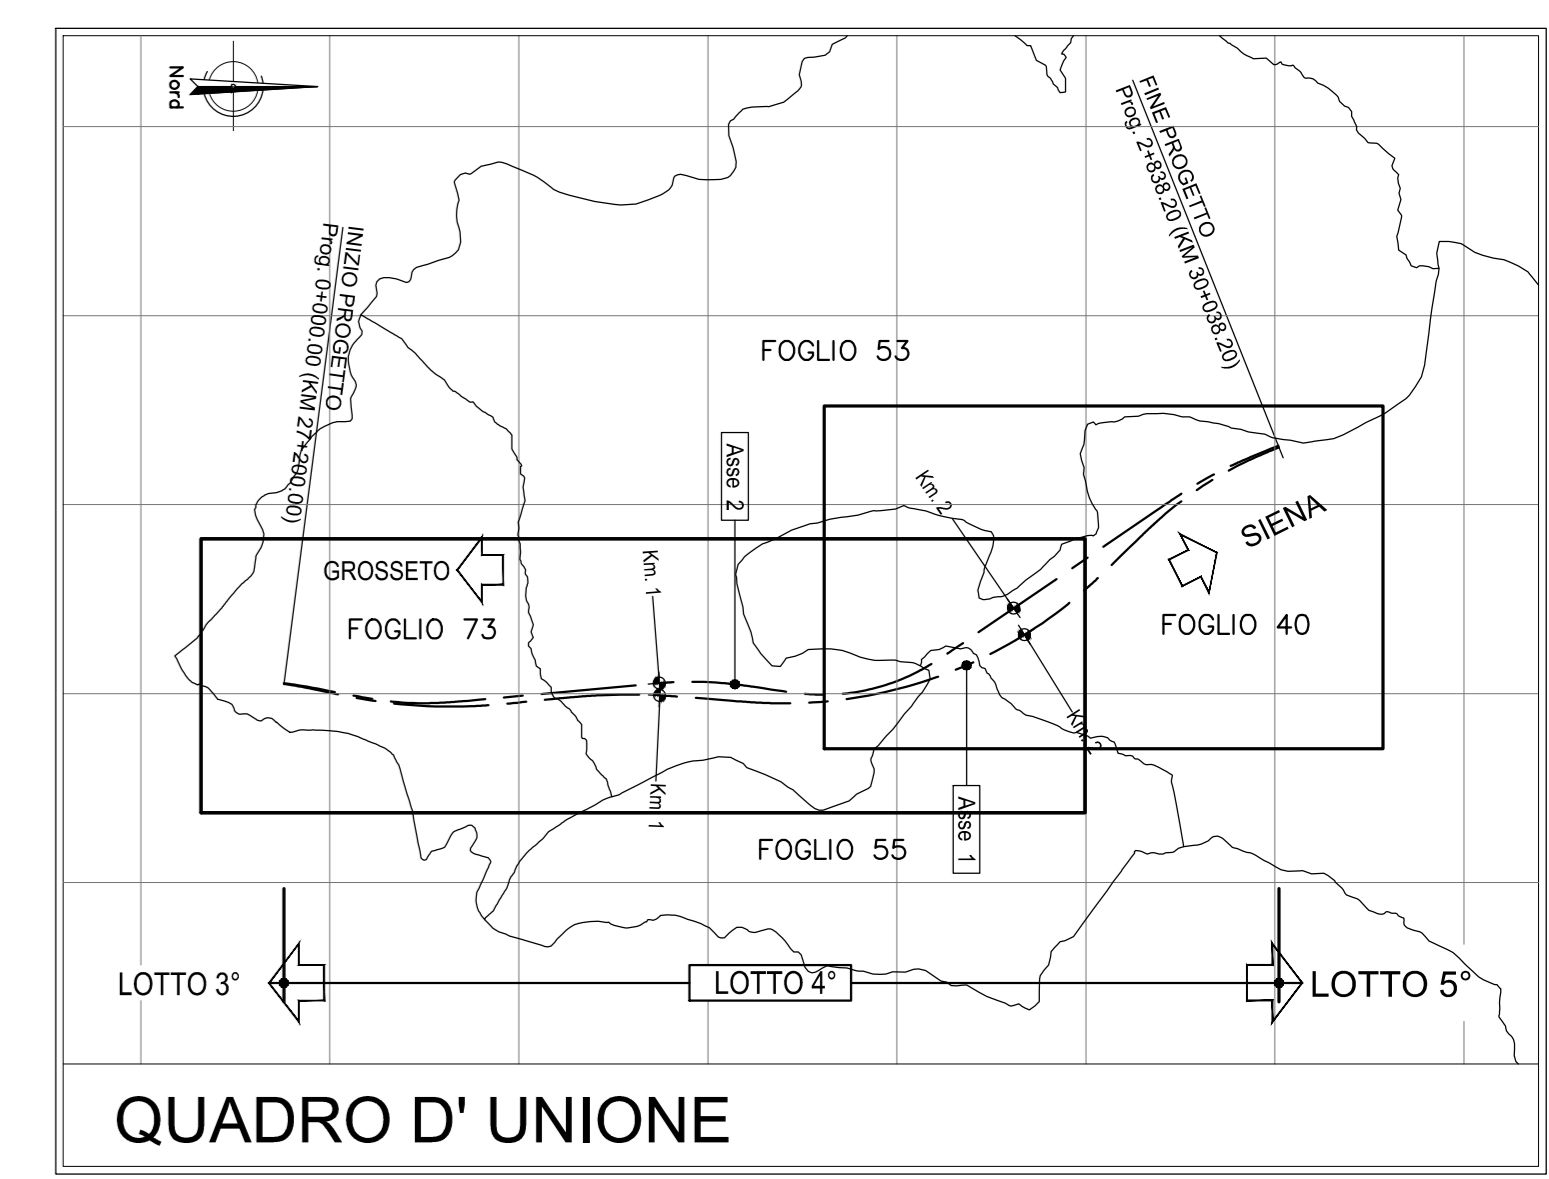 Nord
FINE PROGETTO
Prog. 2+838.20 (KM 30+038.20)
INIZIO PROGETTO
Prog. 0+000.00 (KM 27+200.00)
FOGLIO 53
Asse 2
Km. 2
SIENA
Km. 1
GROSSETO
FOGLIO 73
FOGLIO 40
Km. 2
Km 1
Asse 1
FOGLIO 55
LOTTO 3°
LOTTO 4°
LOTTO 5°
QUADRO D' UNIONE